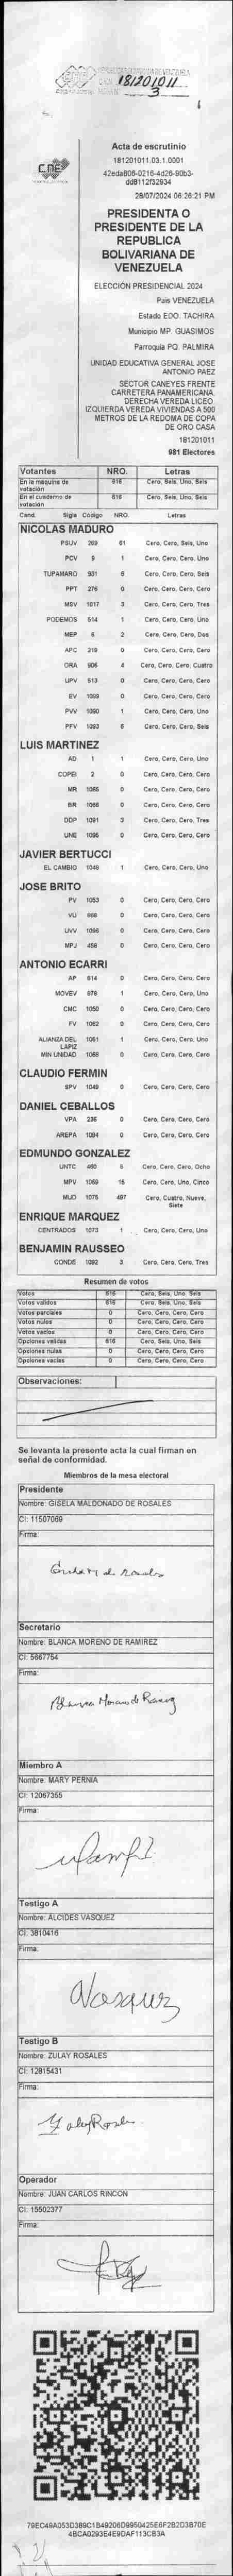 181201011
3
Acta de escrutinio
181201011.03.1.0001
42eda806-0216-4d26-90b3-
dd8112f32934
28/07/2024 06:26:21 PM
PRESIDENTA O
PRESIDENTE DE LA
REPUBLICA
BOLIVARIANA DE
VENEZUELA
ELECCIÓN PRESIDENCIAL 2024
Pais VENEZUELA
Estado EDO. TACHIRA
Municipio MP. GUASIMOS
Parroquia PQ. PALMIRA
UNIDAD EDUCATIVA GENERAL JOSE
ANTONIO PAEZ
SECTOR CANEYES FRENTE
CARRETERA PANAMERICANA.
DERECHA VEREDA LICEO.
IZQUIERDA VEREDA VIVIENDAS A 500
METROS DE LA REDOMA DE COPA
DE ORO CASA
181201011
981 Electores
CNE
Votantes NRO. Letras
En la máquina de votación 616 Cero, Seis, Uno, Seis
En el cuaderno de votación 616 Cero, Seis, Uno, Seis
Cand. Sigla Código NRO. Letras
NICOLAS MADURO
PSUV 269 61 Cero, Cero, Seis, Uno
PCV 9 1 Cero, Cero, Cero, Uno
TUPAMARO 931 6 Cero, Cero, Cero, Seis
PPT 276 0 Cero, Cero, Cero, Cero
MSV 1017 3 Cero, Cero, Cero, Tres
PODEMOS 514 1 Cero, Cero, Cero, Uno
MEP 6 2 Cero, Cero, Cero, Dos
APC 219 0 Cero, Cero, Cero, Cero
ORA 906 4 Cero, Cero, Cero, Cuatro
UPV 513 0 Cero, Cero, Cero, Cero
EV 1099 0 Cero, Cero, Cero, Cero
PVV 1090 1 Cero, Cero, Cero, Uno
PFV 1093 6 Cero, Cero, Cero, Seis
LUIS MARTINEZ
AD 1 1 Cero, Cero, Cero, Uno
COPEI 2 0 Cero, Cero, Cero, Cero
MR 1066 0 Cero, Cero, Cero, Cero
BR 1068 0 Cero, Cero, Cero, Cero
DDP 1091 3 Cero, Cero, Cero, Tres
UNE 1096 0 Cero, Cero, Cero, Cero
JAVIER BERTUCCI
EL CAMBIO 1048 1 Cero, Cero, Cero, Uno
JOSE BRITO
PV 1053 0 Cero, Cero, Cero, Cero
VU 668 0 Cero, Cero, Cero, Cero
UVV 1098 0 Cero, Cero, Cero, Cero
MPJ 458 0 Cero, Cero, Cero, Cero
ANTONIO ECARRI
AP 614 0 Cero, Cero, Cero, Cero
MOVEV 979 1 Cero, Cero, Cero, Uno
CMC 1050 0 Cero, Cero, Cero, Cero
FV 1062 0 Cero, Cero, Cero, Cero
ALIANZA DEL LAPIZ 1051 1 Cero, Cero, Cero, Uno
MIN UNIDAD 1069 0 Cero, Cero, Cero, Cero
CLAUDIO FERMIN
SPV 1049 0 Cero, Cero, Cero, Cero
DANIEL CEBALLOS
VPA 236 0 Cero, Cero, Cero, Cero
AREPA 1094 0 Cero, Cero, Cero, Cero
EDMUNDO GONZALEZ
UNTC 460 8 Cero, Cero, Cero, Ocho
MPV 1069 15 Cero, Cero, Uno, Cinco
MUD 1075 497 Cero, Cuatro, Nueve, Siete
ENRIQUE MARQUEZ
CENTRADOS 1073 1 Cero, Cero, Cero, Uno
BENJAMIN RAUSSEO
CONDE 1092 3 Cero, Cero, Cero, Tres
Resumen de votos
Votos 616 Cero, Seis, Uno, Seis
Votos validos 616 Cero, Seis, Uno, Seis
Votos parciales 0 Cero, Cero, Cero, Cero
Votos nulos 0 Cero, Cero, Cero, Cero
Votos vacios 0 Cero, Cero, Cero, Cero
Opciones validas 616 Cero, Seis, Uno, Seis
Opciones nulas 0 Cero, Cero, Cero, Cero
Opciones vacias 0 Cero, Cero, Cero, Cero
Observaciones:
Se levanta la presente acta la cual firman en
señal de conformidad.
Miembros de la mesa electoral
Presidente
Nombre: GISELA MALDONADO DE ROSALES
CI: 11507069
Firma:
Secretario
Nombre: BLANCA MORENO DE RAMIREZ
CI: 5667754
Firma:
Miembro A
Nombre: MARY PERNIA
CI: 12067355
Firma:
Testigo A
Nombre: ALCIDES VASQUEZ
CI: 3810416
Firma:
Vasquez
Testigo B
Nombre: ZULAY ROSALES
CI: 12815431
Firma:
Operador
Nombre: JUAN CARLOS RINCON
CI: 15502377
Firma:
79EC49A053D389C1B49206D9950425E6F2B2D3B70E
4BCA0293E4E9DAF113CB3A